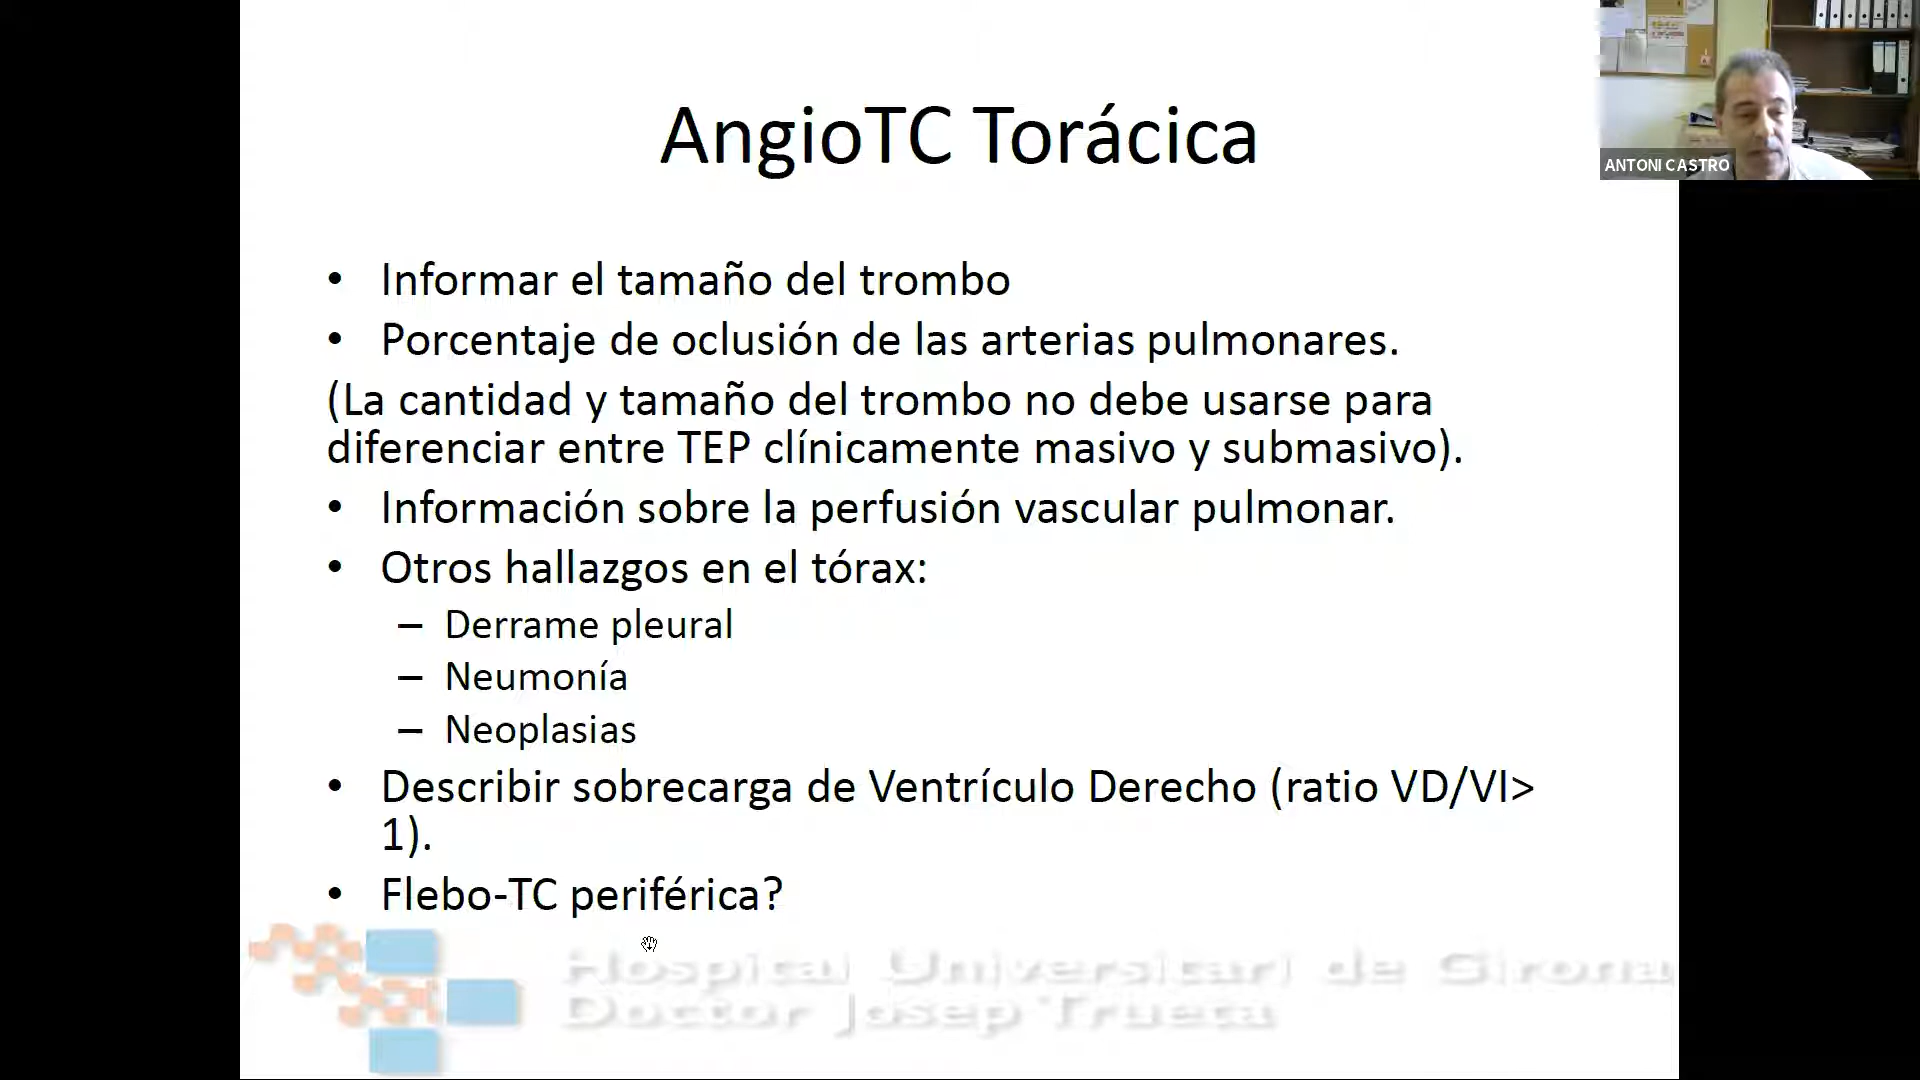 AngioTC Torácica
ANTONI CASTRO
• Informar el tamaño del trombo
• Porcentaje de oclusión de las arterias pulmonares.
(La cantidad y tamaño del trombo no debe usarse para
diferenciar entre TEP clínicamente masivo y submasivo).
• Información sobre la perfusión vascular pulmonar.
• Otros hallazgos en el tórax:
– Derrame pleural
– Neumonía
– Neoplasias
• Describir sobrecarga de Ventrículo Derecho (ratio VD/VI>
1).
• Flebo-TC periférica?
Hospital Universitari de Girona
Doctor Josep Trueta